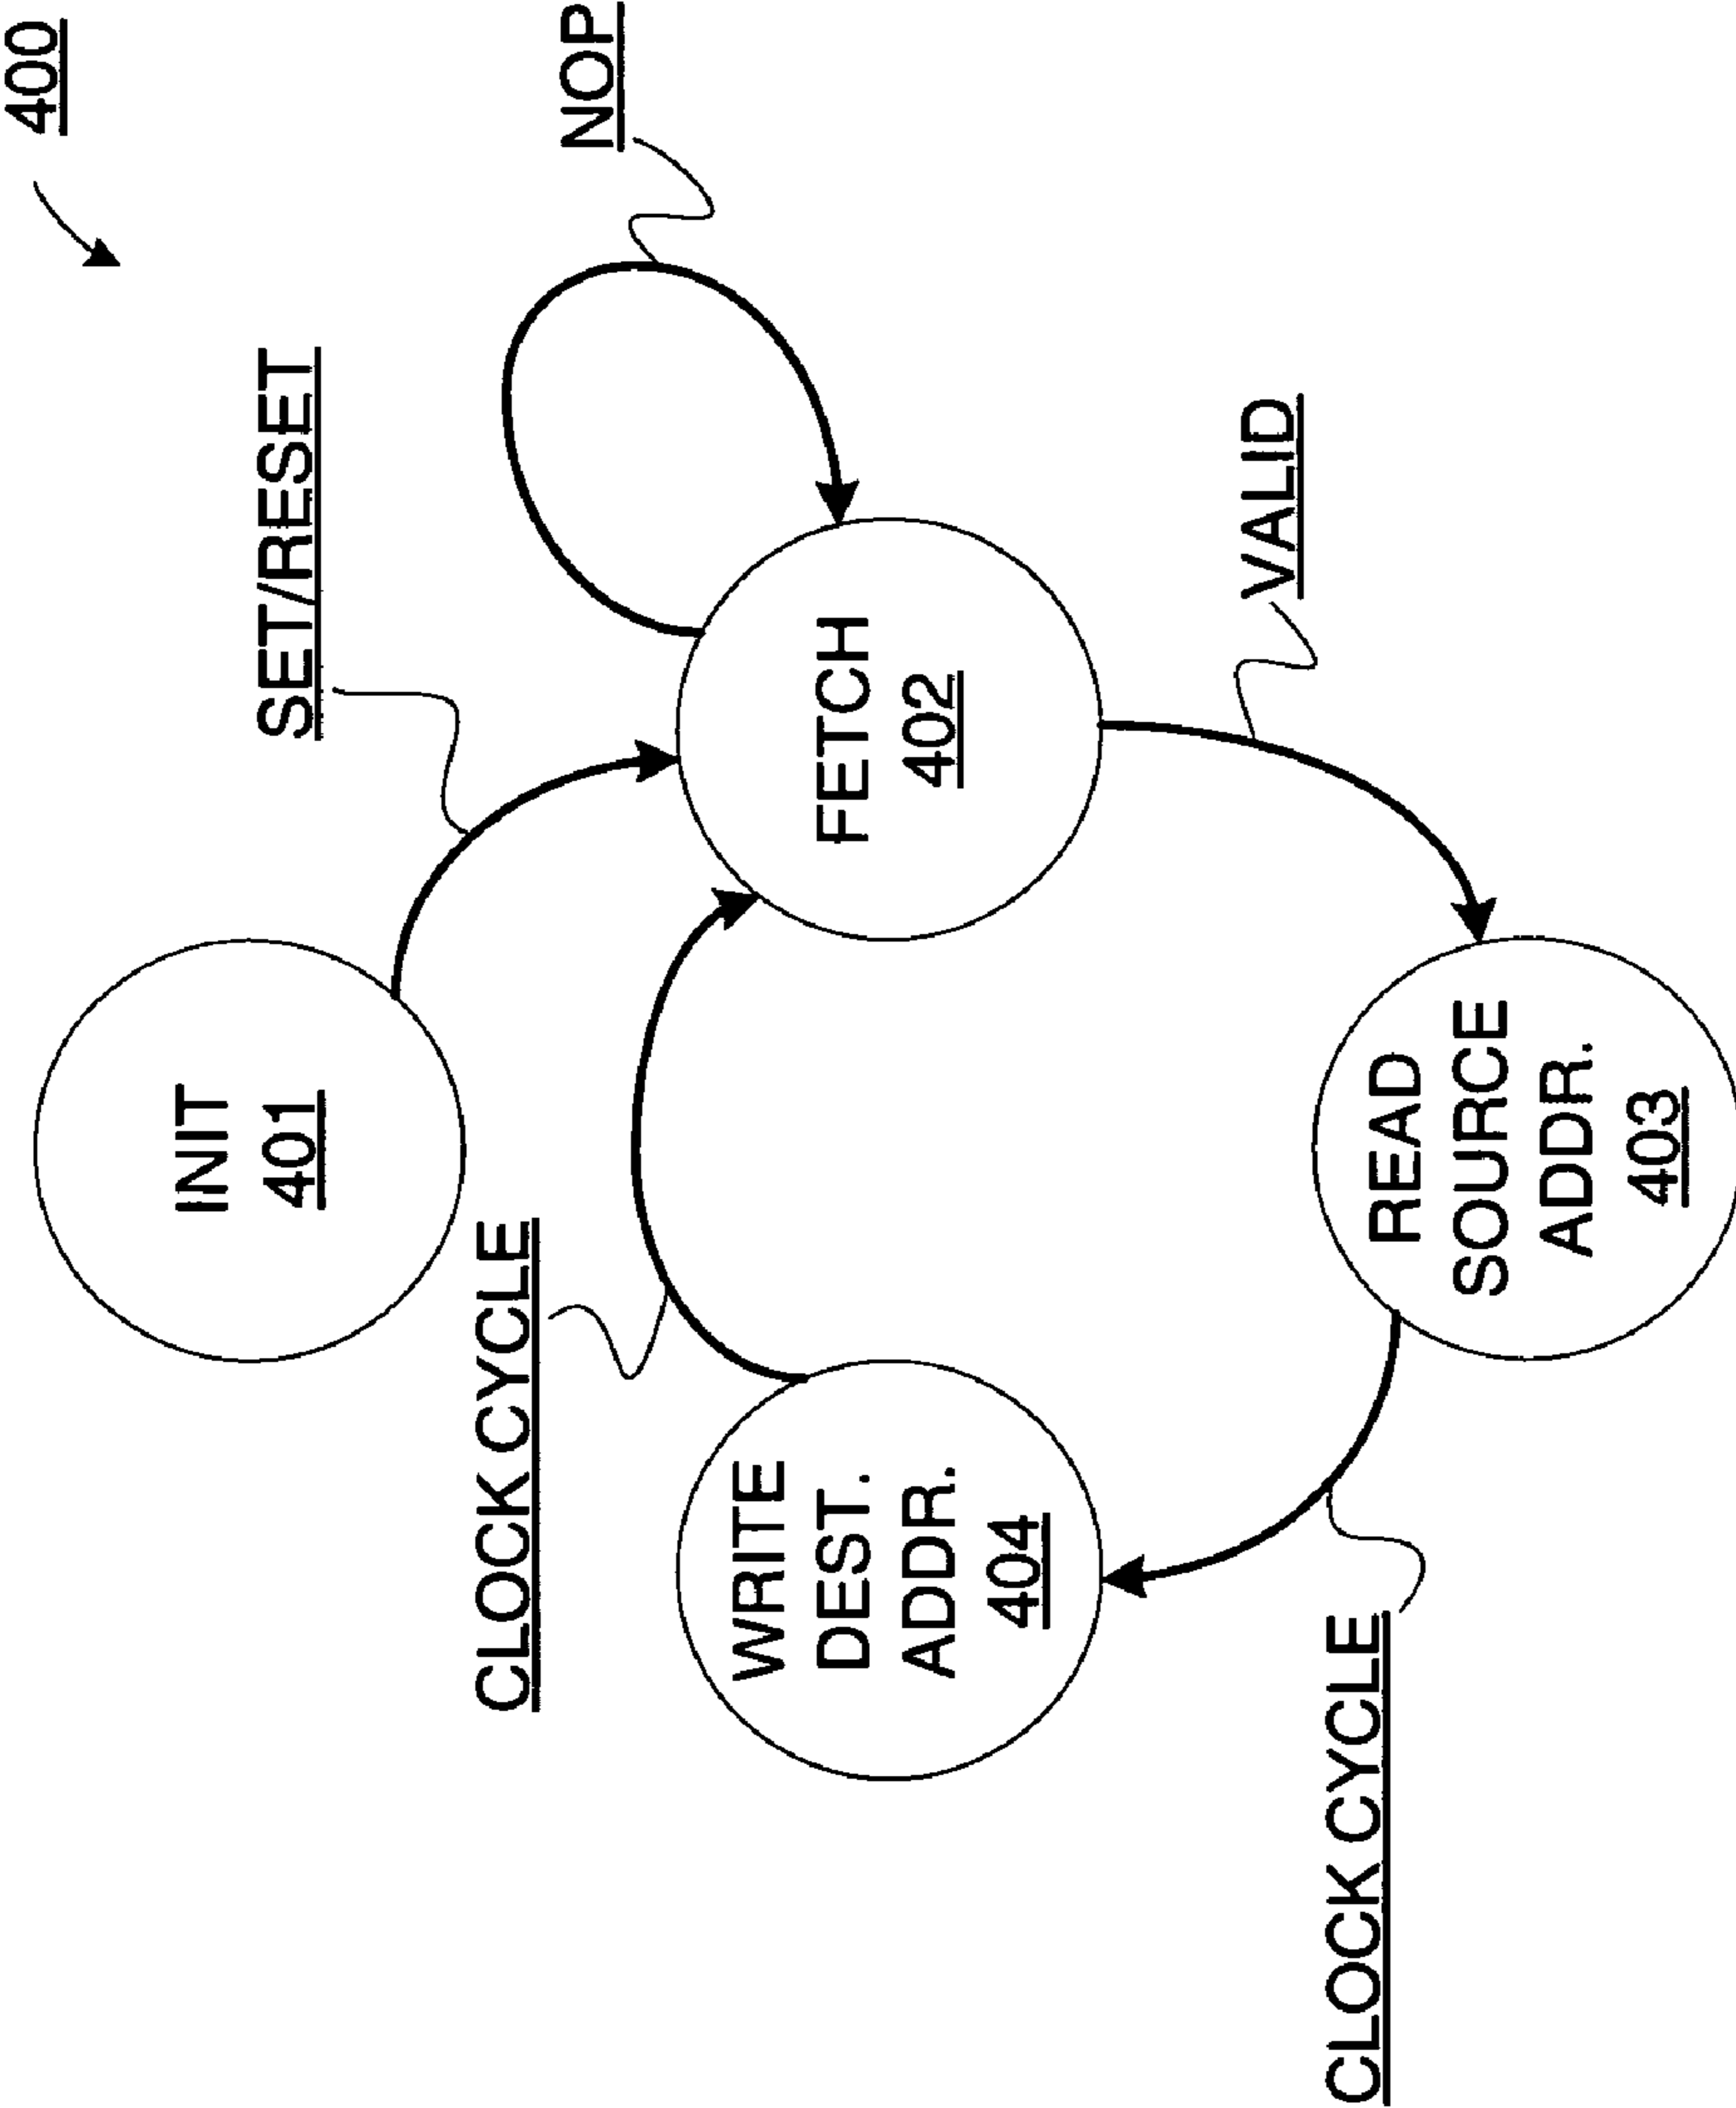 400
INIT
401
SET/RESET
NOP
CLOCK CYCLE
WRITE
DEST.
ADDR.
404
FETCH
402
CLOCK CYCLE
READ
SOURCE
ADDR.
403
VALID